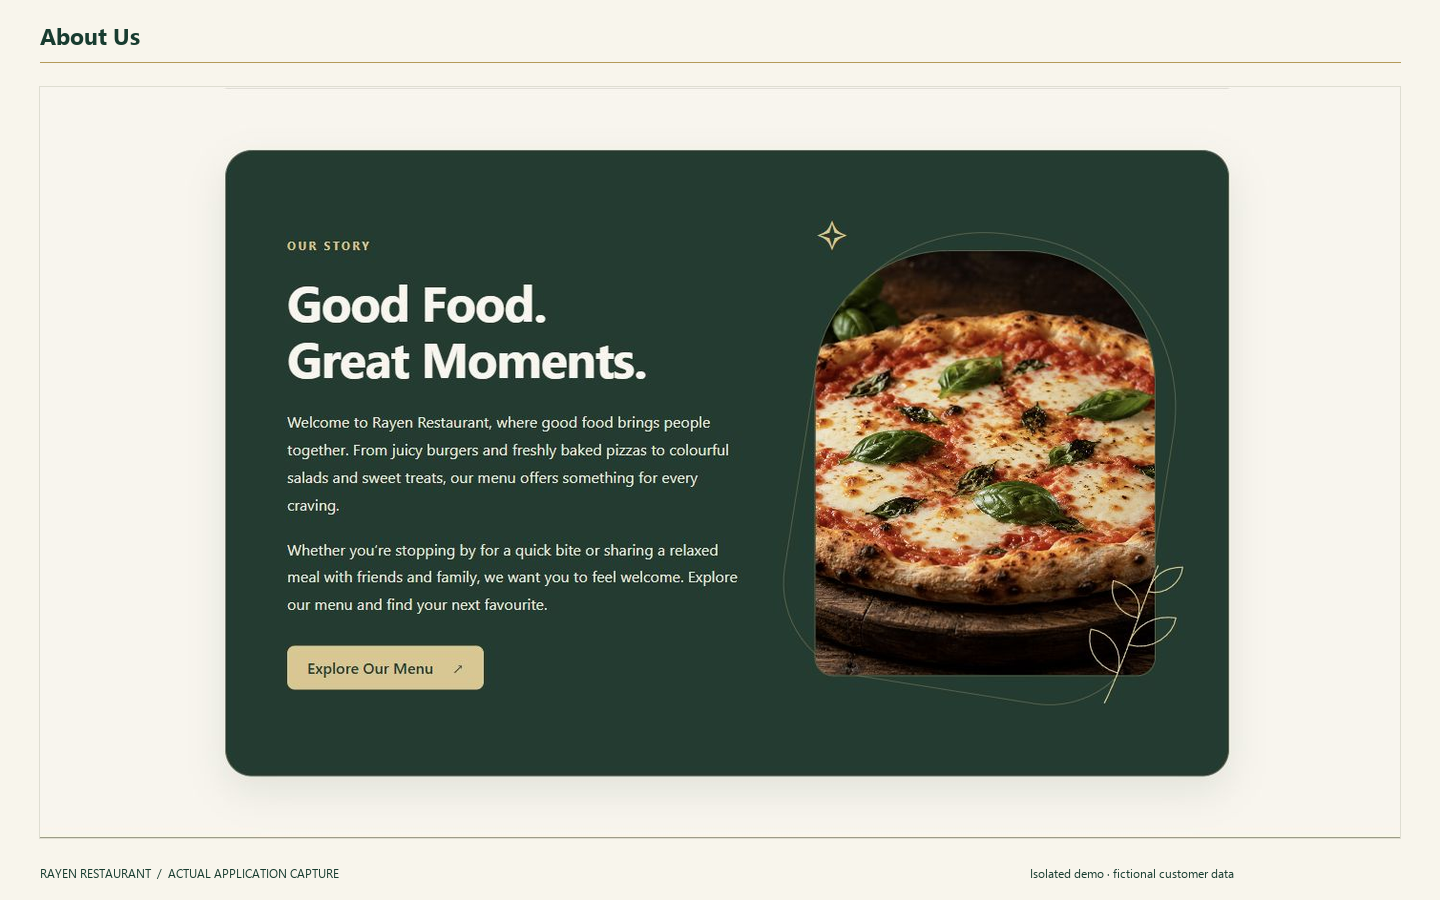 About Us
OUR STORY
Good Food.
Great Moments.
Welcome to Rayen Restaurant, where good food brings people
together. From juicy burgers and freshly baked pizzas to colourful
salads and sweet treats, our menu offers something for every
craving.
Whether you’re stopping by for a quick bite or sharing a relaxed
meal with friends and family, we want you to feel welcome. Explore
our menu and find your next favourite.
Explore Our Menu ↗
RAYEN RESTAURANT / ACTUAL APPLICATION CAPTURE
Isolated demo · fictional customer data